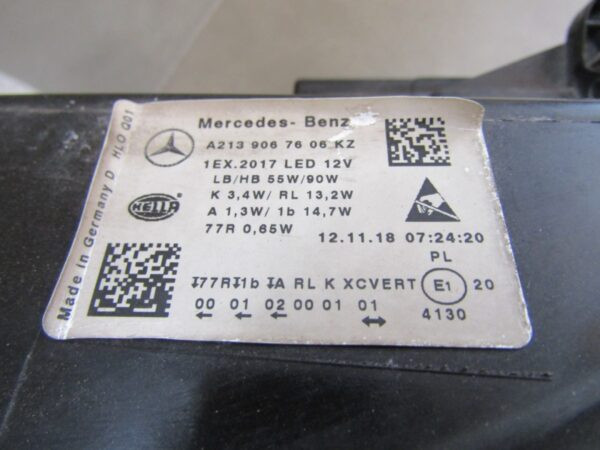 Mercedes- Benz
A213 906 76 06 KZ
1EX.2017 LED 12V
LB/HB 55W/90W
K 3,4W/ RL 13,2W
A 1,3W/ 1b 14,7W
77R 0,65W
12.11.18 07:24:20
HELLA
Made in Germany D HLO Q01
PL
77R 1b IA RL K XCVERT E1 20
00 01 02 00 01 01
4130